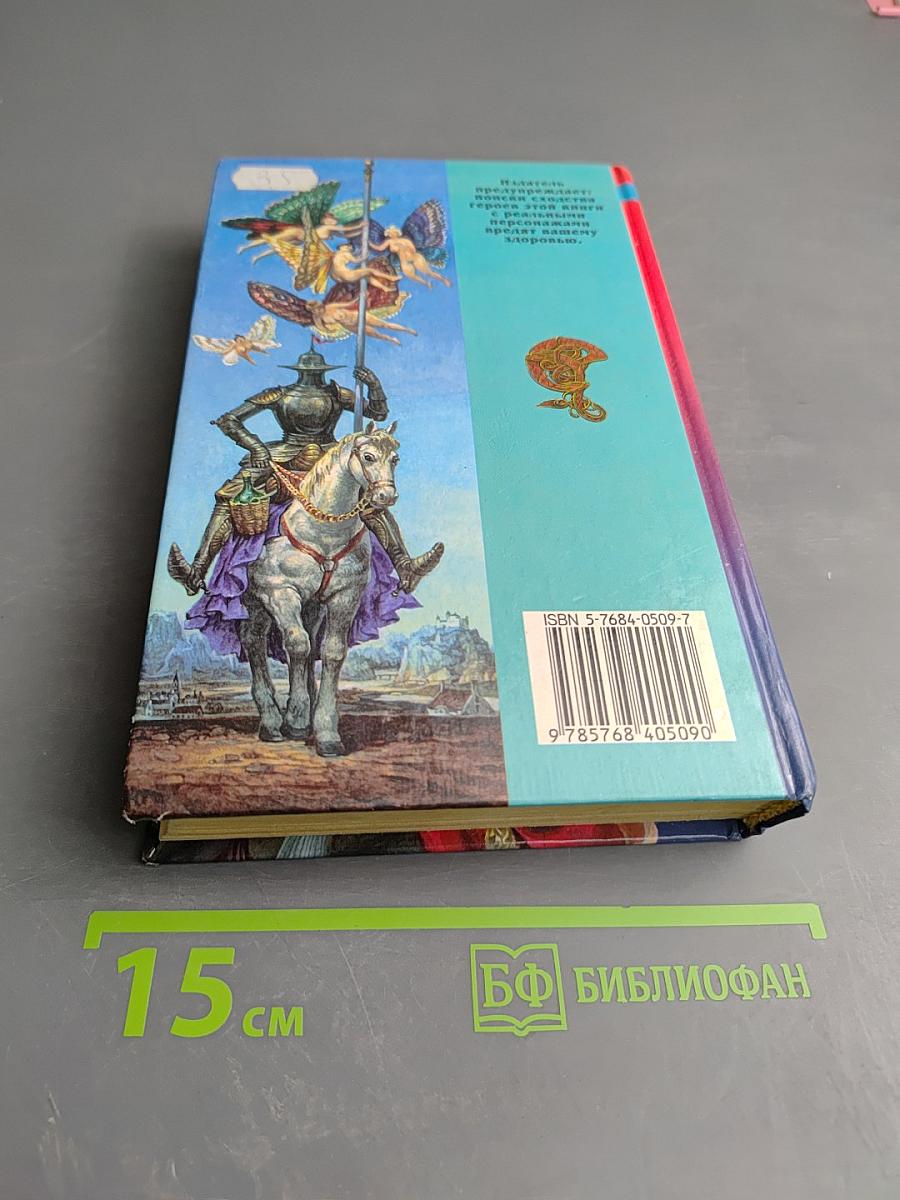 35
Издатель
предупреждает:
поиски сходства
героев этой книги
с реальными
персонажами
вредят вашему
здоровью.
ISBN 5-7684-0509-7
9 785768 405090
15 см
БФ БИБЛИОФАН